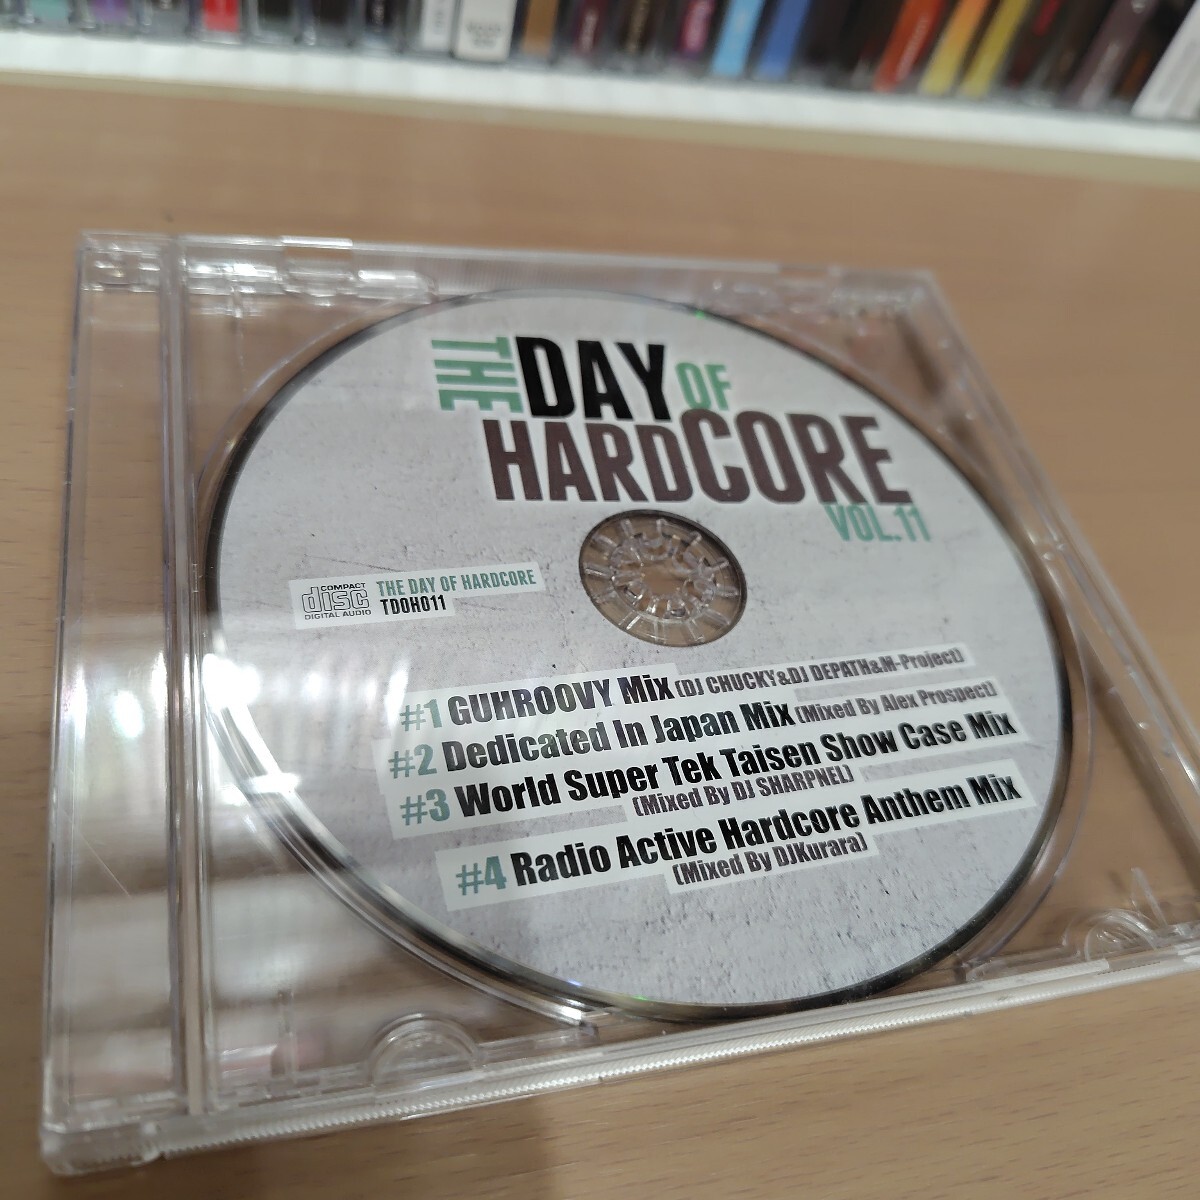 THE DAY OF
HARDCORE
VOL.11
COMPACT
disc
DIGITAL AUDIO
THE DAY OF HARDCORE
TDOH011
#1 GUHROOVY Mix (DJ CHUCKY&DJ DEPATH&M-Project)
#2 Dedicated In Japan Mix (Mixed By Alex Prospect)
#3 World Super Tek Taisen Show Case Mix
(Mixed By DJ SHARPNEL)
#4 Radio Active Hardcore Anthem Mix
(Mixed By DJKurara)